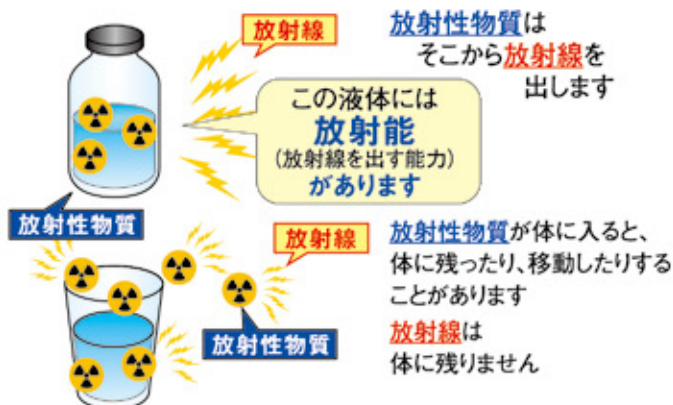 放射線
放射性物質は
そこから放射線を
出します
この液体には
放射能
(放射線を出す能力)
があります
放射性物質
放射線
放射性物質
放射性物質が体に入ると、
体に残ったり、移動したりする
ことがあります
放射線は
体に残りません